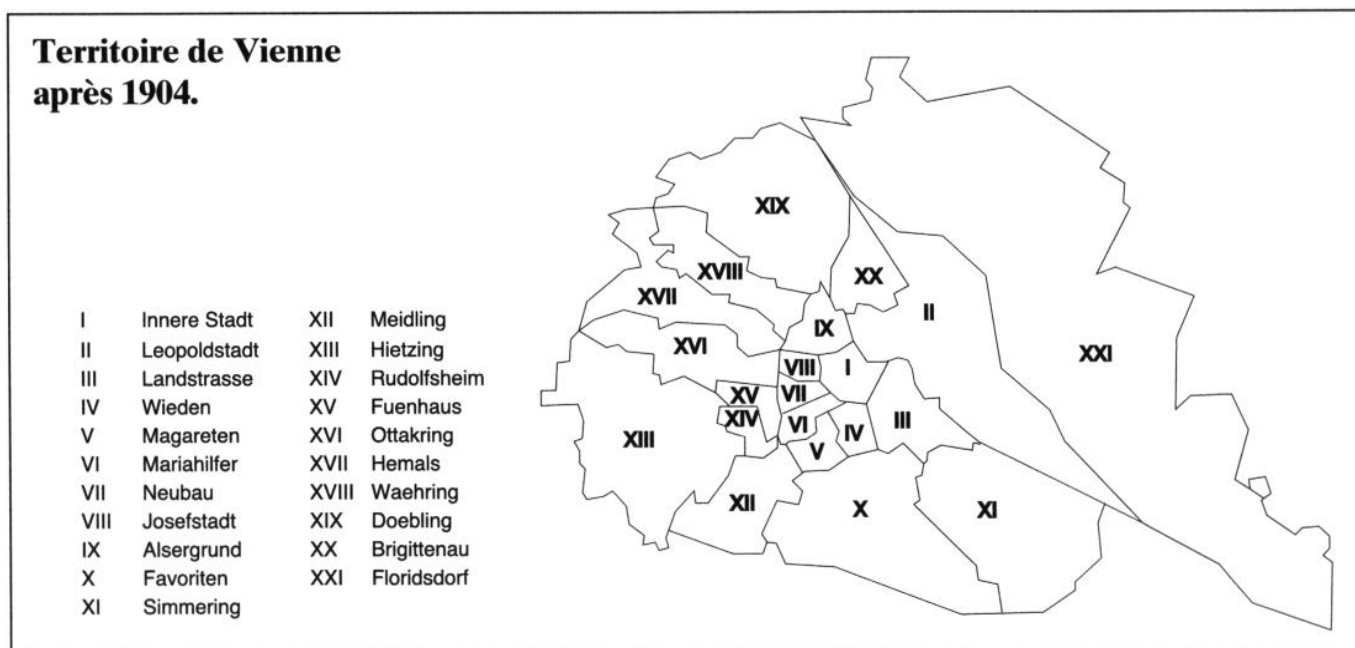 Territoire de Vienne
après 1904.
I Innere Stadt
II Leopoldstadt
III Landstrasse
IV Wieden
V Magareten
VI Mariahilfer
VII Neubau
VIII Josefstadt
IX Alsergrund
X Favoriten
XI Simmering
XII Meidling
XIII Hietzing
XIV Rudolfsheim
XV Fuenhaus
XVI Ottakring
XVII Hemals
XVIII Waehring
XIX Doebling
XX Brigittenau
XXI Floridsdorf
XIX
XVIII
XX
XVII
II
IX
XVI
XXI
VIII
I
XV
VII
XIV
VI
III
XIII
IV
V
XII
X
XI